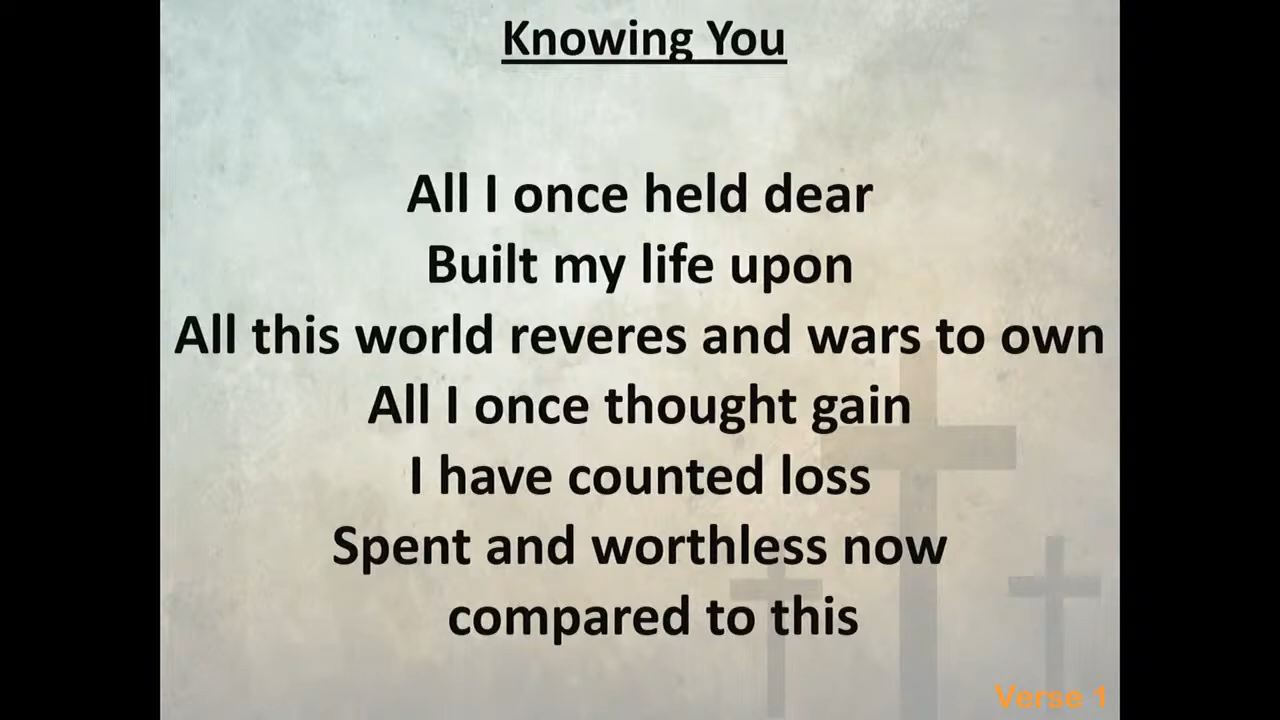 Knowing You
All I once held dear
Built my life upon
All this world reveres and wars to own
All I once thought gain
I have counted loss
Spent and worthless now
compared to this
Verse 1